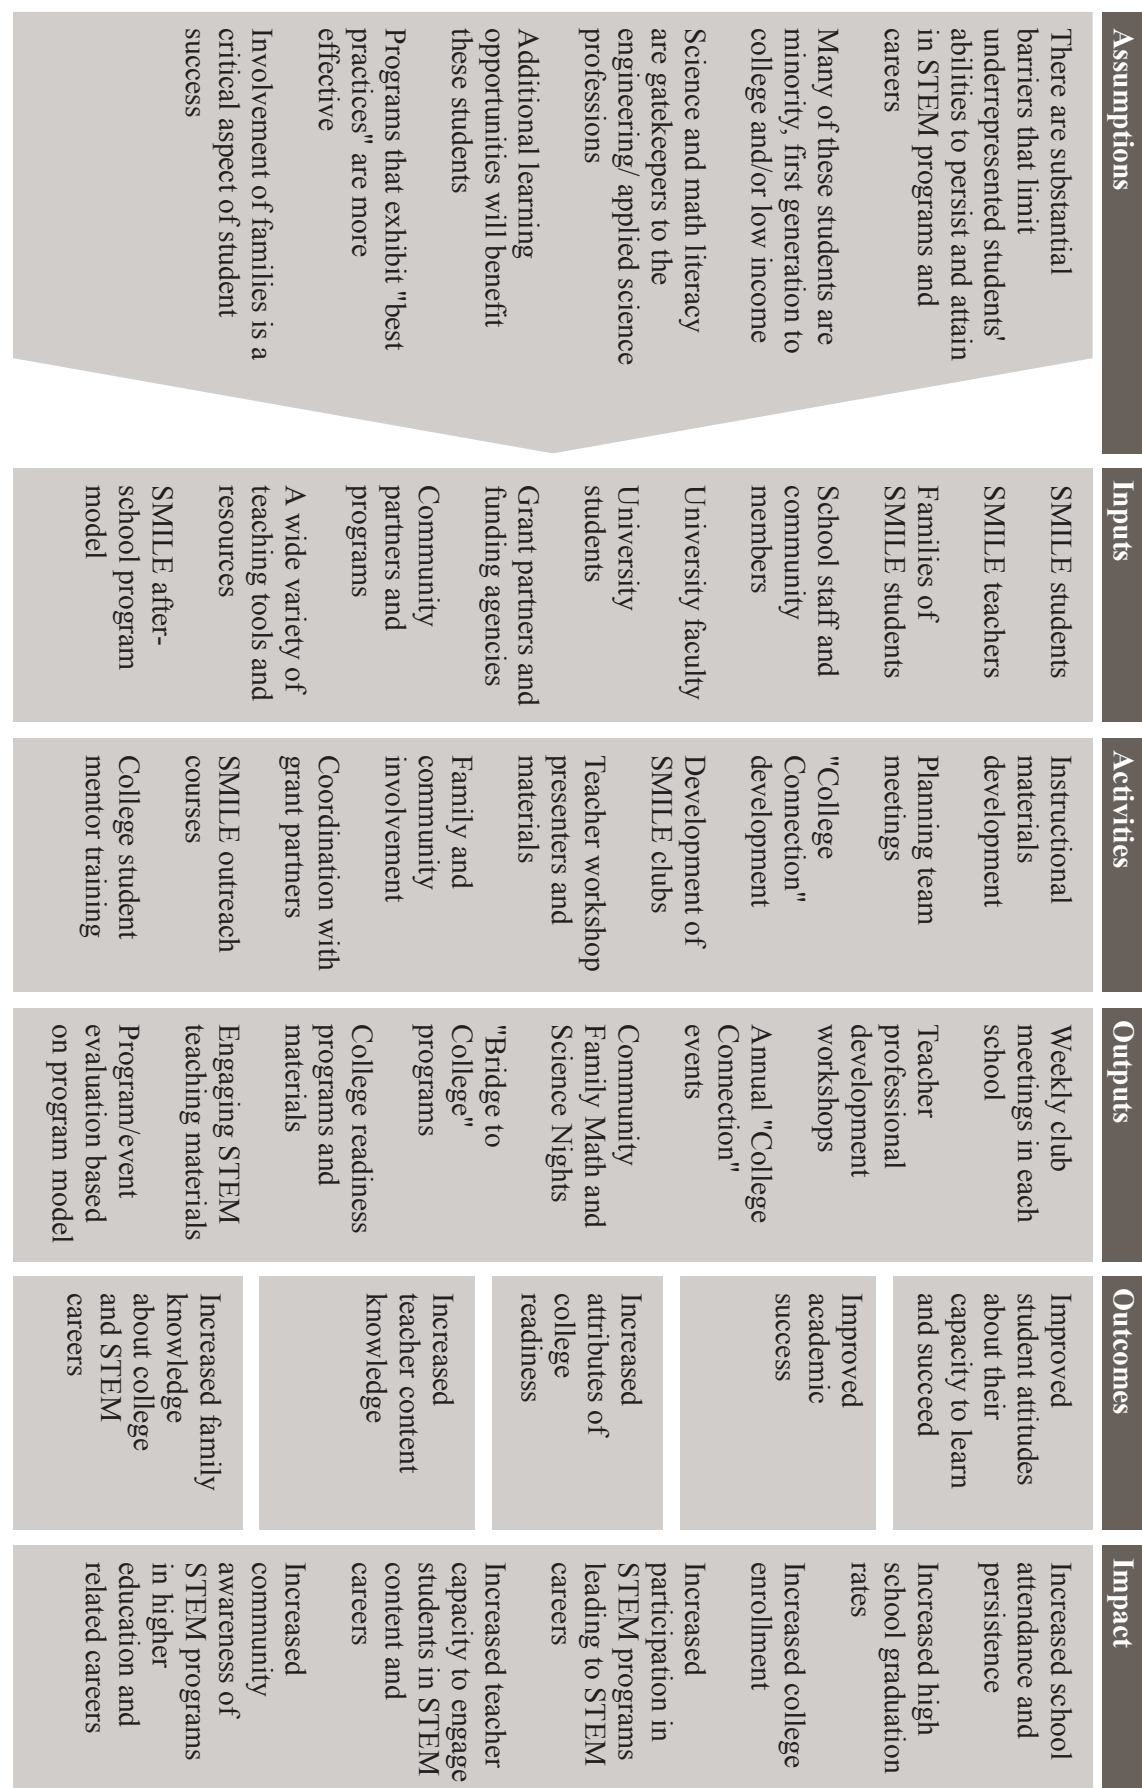 Assumptions
There are substantial
barriers that limit
underrepresented students'
abilities to persist and attain
in STEM programs and
careers
Many of these students are
minority, first generation to
college and/or low income
Science and math literacy
are gatekeepers to the
engineering/ applied science
professions
Additional learning
opportunities will benefit
these students
Programs that exhibit "best
practices" are more
effective
Involvement of families is a
critical aspect of student
success
Inputs
SMILE students
SMILE teachers
Families of
SMILE students
School staff and
community
members
University faculty
University
students
Grant partners and
funding agencies
Community
partners and
programs
A wide variety of
teaching tools and
resources
SMILE after-
school program
model
Activities
Instructional
materials
development
Planning team
meetings
"College
Connection"
development
Development of
SMILE clubs
Teacher workshop
presenters and
materials
Family and
community
involvement
Coordination with
grant partners
SMILE outreach
courses
College student
mentor training
Outputs
Weekly club
meetings in each
school
Teacher
professional
development
workshops
Annual "College
Connection"
events
Community
Family Math and
Science Nights
"Bridge to
College"
programs
College readiness
programs and
materials
Engaging STEM
teaching materials
Program/event
evaluation based
on program model
Outcomes
Improved
student attitudes
about their
capacity to learn
and succeed
Improved
academic
success
Increased
attributes of
college
readiness
Increased
teacher content
knowledge
Increased family
knowledge
about college
and STEM
careers
Impact
Increased school
attendance and
persistence
Increased high
school graduation
rates
Increased college
enrollment
Increased
participation in
STEM programs
leading to STEM
careers
Increased teacher
capacity to engage
students in STEM
content and
careers
Increased
community
awareness of
STEM programs
in higher
education and
related careers